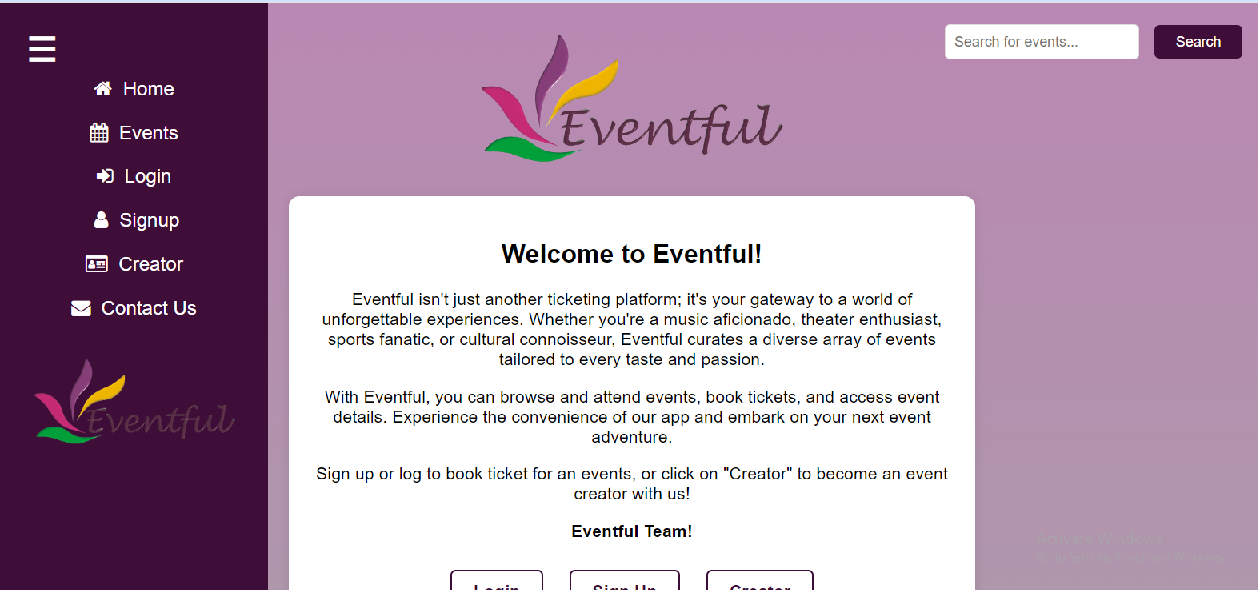 Search for events...
Search
Home
Events
Login
Signup
Creator
Contact Us
Eventful
Eventful
Welcome to Eventful!
Eventful isn't just another ticketing platform; it's your gateway to a world of
unforgettable experiences. Whether you're a music aficionado, theater enthusiast,
sports fanatic, or cultural connoisseur, Eventful curates a diverse array of events
tailored to every taste and passion.
With Eventful, you can browse and attend events, book tickets, and access event
details. Experience the convenience of our app and embark on your next event
adventure.
Sign up or log to book ticket for an events, or click on "Creator" to become an event
creator with us!
Eventful Team!
Login
Sign Up
Creator
Activate Windows
Go to Settings to activate Windows.